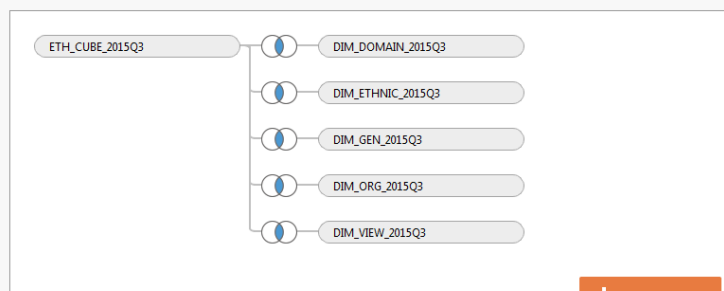 ETH_CUBE_2015Q3
DIM_DOMAIN_2015Q3
DIM_ETHNIC_2015Q3
DIM_GEN_2015Q3
DIM_ORG_2015Q3
DIM_VIEW_2015Q3